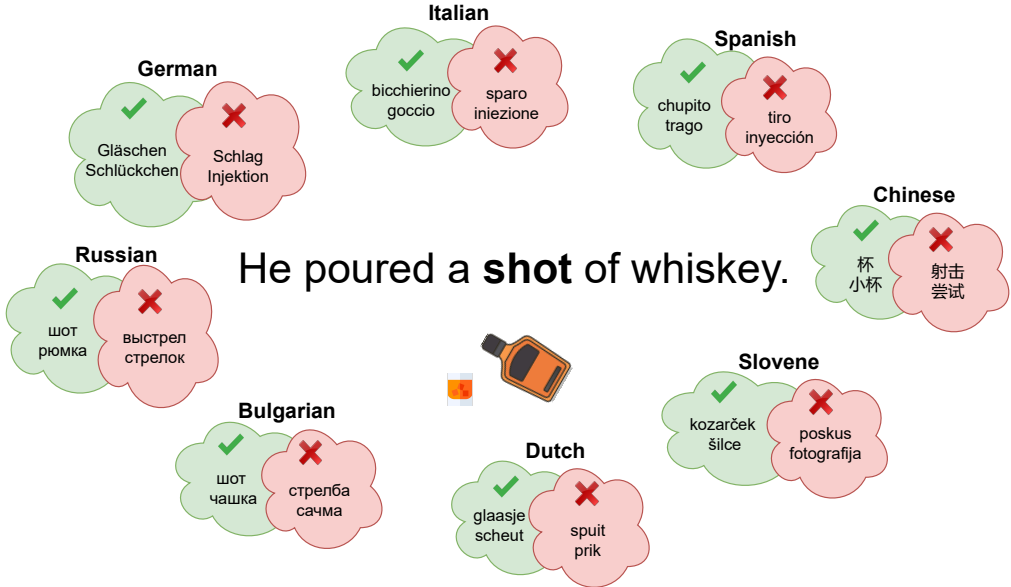 Italian
bicchierino
goccio
sparo
iniezione
Spanish
chupito
trago
tiro
inyección
German
Gläschen
Schlückchen
Schlag
Injektion
Chinese
杯
小杯
射击
尝试
Russian
шот
рюмка
выстрел
стрелок
He poured a shot of whiskey.
Slovene
kozarček
šilce
poskus
fotografija
Bulgarian
шот
чашка
стрелба
сачма
Dutch
glaasje
scheut
spuit
prik